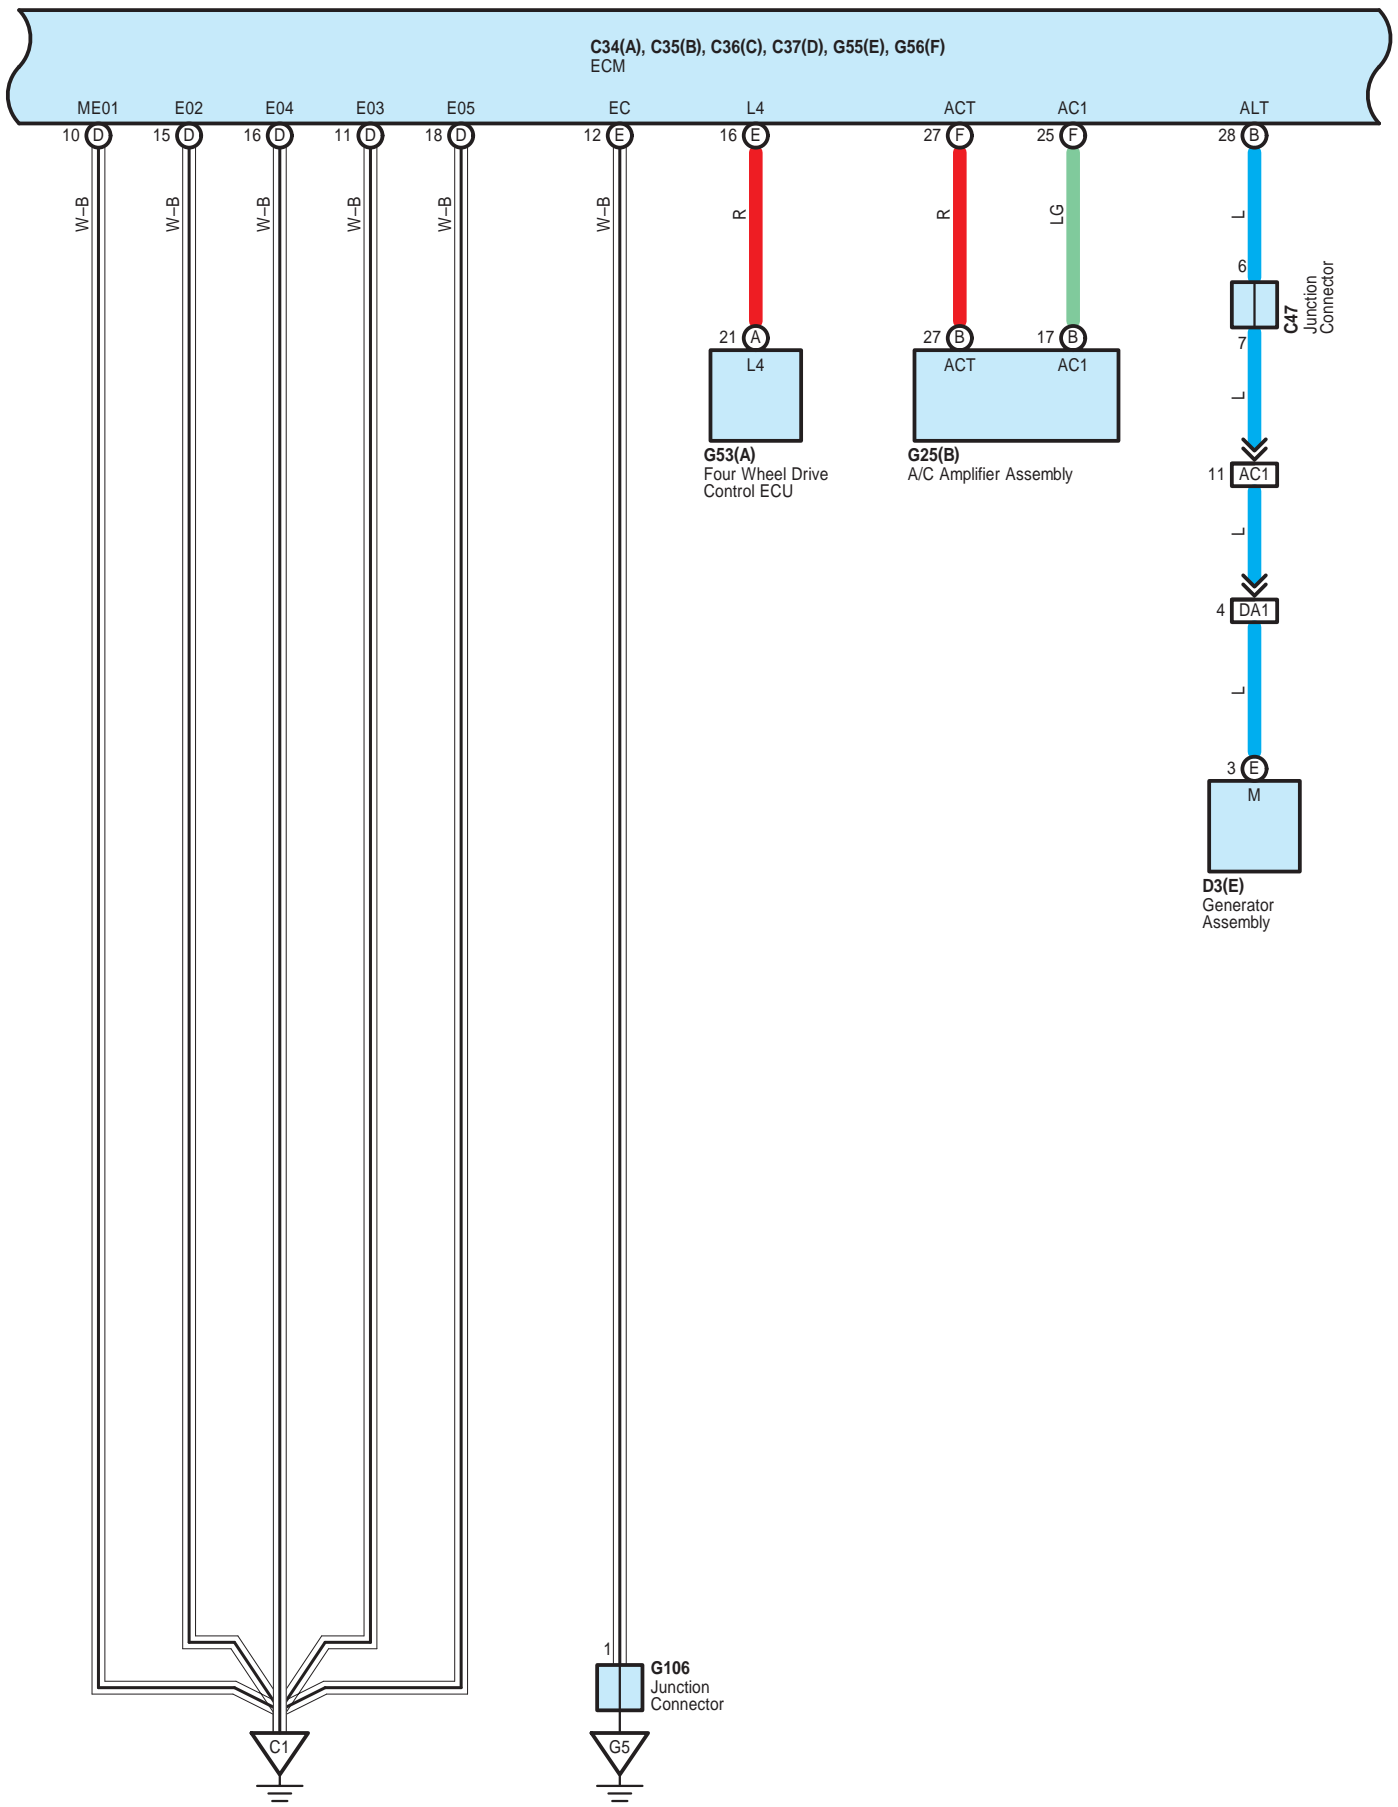 C34(A), C35(B), C36(C), C37(D), G55(E), G56(F)
ECM
ME01 E02 E04 E03 E05 EC L4 ACT AC1 ALT
10 D 15 D 16 D 11 D 18 D 12 E 16 E 27 F 25 F 28 B
W–B W–B W–B W–B W–B W–B R R LG L
6
C47
Junction
Connector
7
21 A 27 B 17 B
L4 ACT AC1
L
G53(A)
Four Wheel Drive
Control ECU
G25(B)
A/C Amplifier Assembly
11 AC1
L
4 DA1
L
3 E
M
D3(E)
Generator
Assembly
1
G106
Junction
Connector
C1 G5